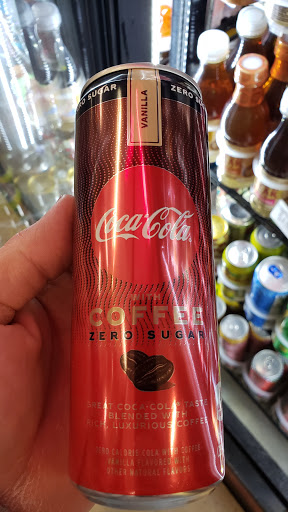 ZERO SUGAR
VANILLA
ZERO SUGAR
Coca-Cola
WITH
COFFEE
ZERO SUGAR
GREAT COCA-COLA TASTE
BLENDED WITH
RICH, LUXURIOUS COFFEE
ZERO CALORIE COLA WITH COFFEE
VANILLA FLAVORED WITH
OTHER NATURAL FLAVORS